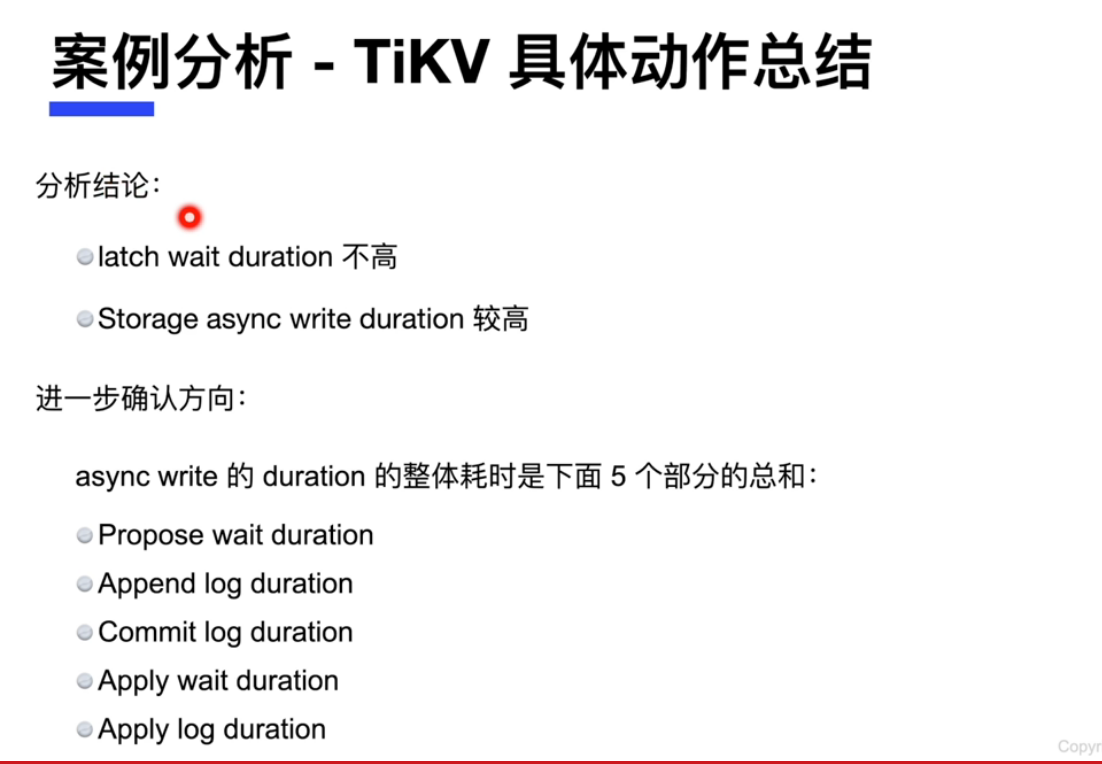 案例分析 - TiKV 具体动作总结
分析结论：
latch wait duration 不高
Storage async write duration 较高
进一步确认方向：
async write 的 duration 的整体耗时是下面 5 个部分的总和：
Propose wait duration
Append log duration
Commit log duration
Apply wait duration
Apply log duration
Copyr